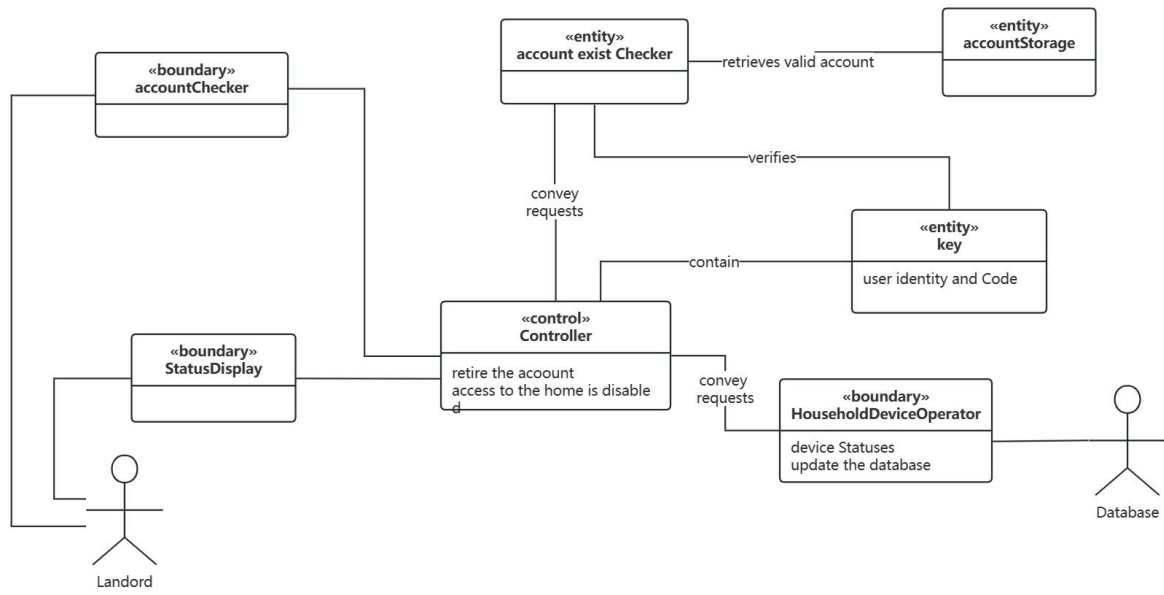 «entity»
account exist Checker
«entity»
accountStorage
retrieves valid account
«boundary»
accountChecker
verifies
convey
requests
«entity»
key
user identity and Code
contain
«control»
Controller
retire the acoount
access to the home is disable
d
«boundary»
StatusDisplay
convey
requests
«boundary»
HouseholdDeviceOperator
device Statuses
update the database
Database
Landord